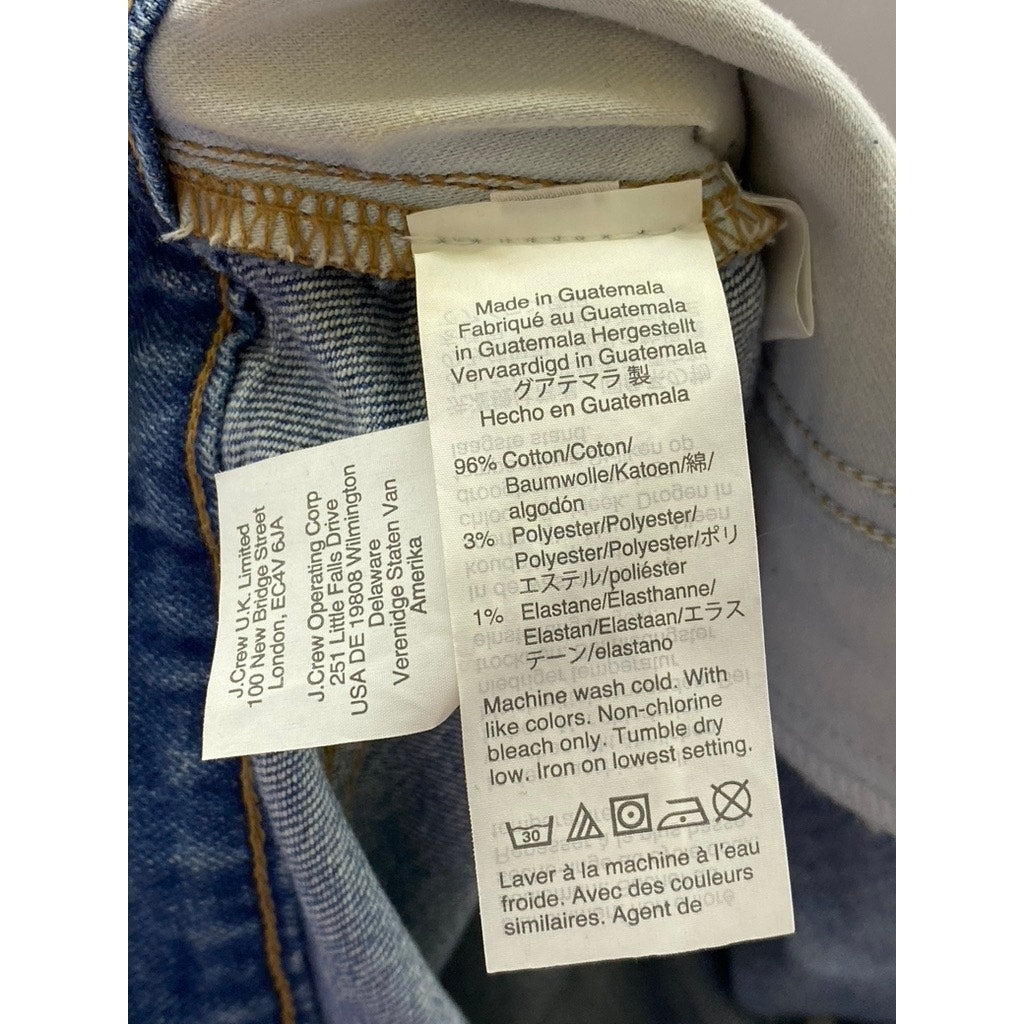 Made in Guatemala
Fabriqué au Guatemala
in Guatemala Hergestellt
Vervaardigd in Guatemala
グアテマラ 製
Hecho en Guatemala
96% Cotton/Coton/
Baumwolle/Katoen/綿/
algodón
3% Polyester/Polyester/
Polyester/Polyester/ポリ
エステル/poliéster
1% Elastane/Élasthanne/
Elastan/Elastaan/エラス
テーン/elastano
Machine wash cold. With
like colors. Non-chlorine
bleach only. Tumble dry
low. Iron on lowest setting.
30
Laver à la machine à l'eau
froide. Avec des couleurs
similaires. Agent de
J.Crew U.K. Limited
100 New Bridge Street
London, EC4V 6JA
J.Crew Operating Corp
251 Little Falls Drive
USA DE 19808 Wilmington
Delaware
Verenidge Staten Van
Amerika